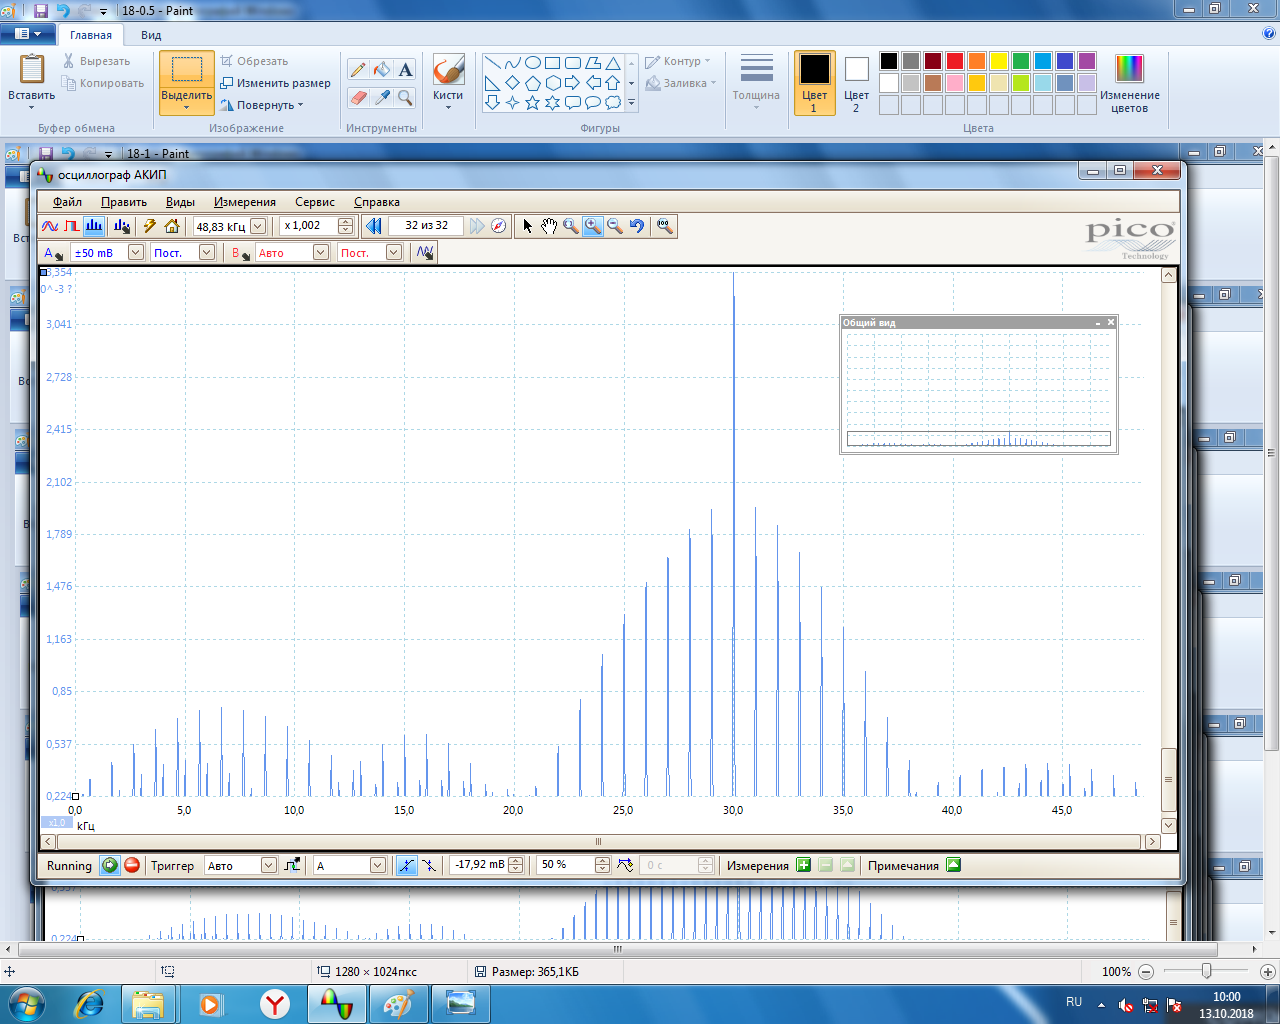 18-0.5 - Paint
Главная Вид
Вставить
Вырезать
Копировать
Буфер обмена
Выделить
Обрезать
Изменить размер
Повернуть
Изображение
A
Инструменты
Кисти
Контур
Заливка
Фигуры
Толщина
Цвет 1
Цвет 2
Изменение цветов
Цвета
18-1 - Paint
осциллограф АКИП
Файл Править Виды Измерения Сервис Справка
48,83 кГц x 1,002 32 из 32
A ±50 mВ Пост. B Авто Пост.
pico
Technology
3,354
0^-3 ?
3,041
2,728
2,415
2,102
1,789
1,476
1,163
0,85
0,537
0,224
Общий вид
0,0 5,0 10,0 15,0 20,0 25,0 30,0 35,0 40,0 45,0
x1,0 kГц
Running Триггер Авто A -17,92 mВ 50 % 0 с Измерения Примечания
0,224
1280 × 1024пкс Размер: 365,1КБ 100%
RU 10:00
13.10.2018